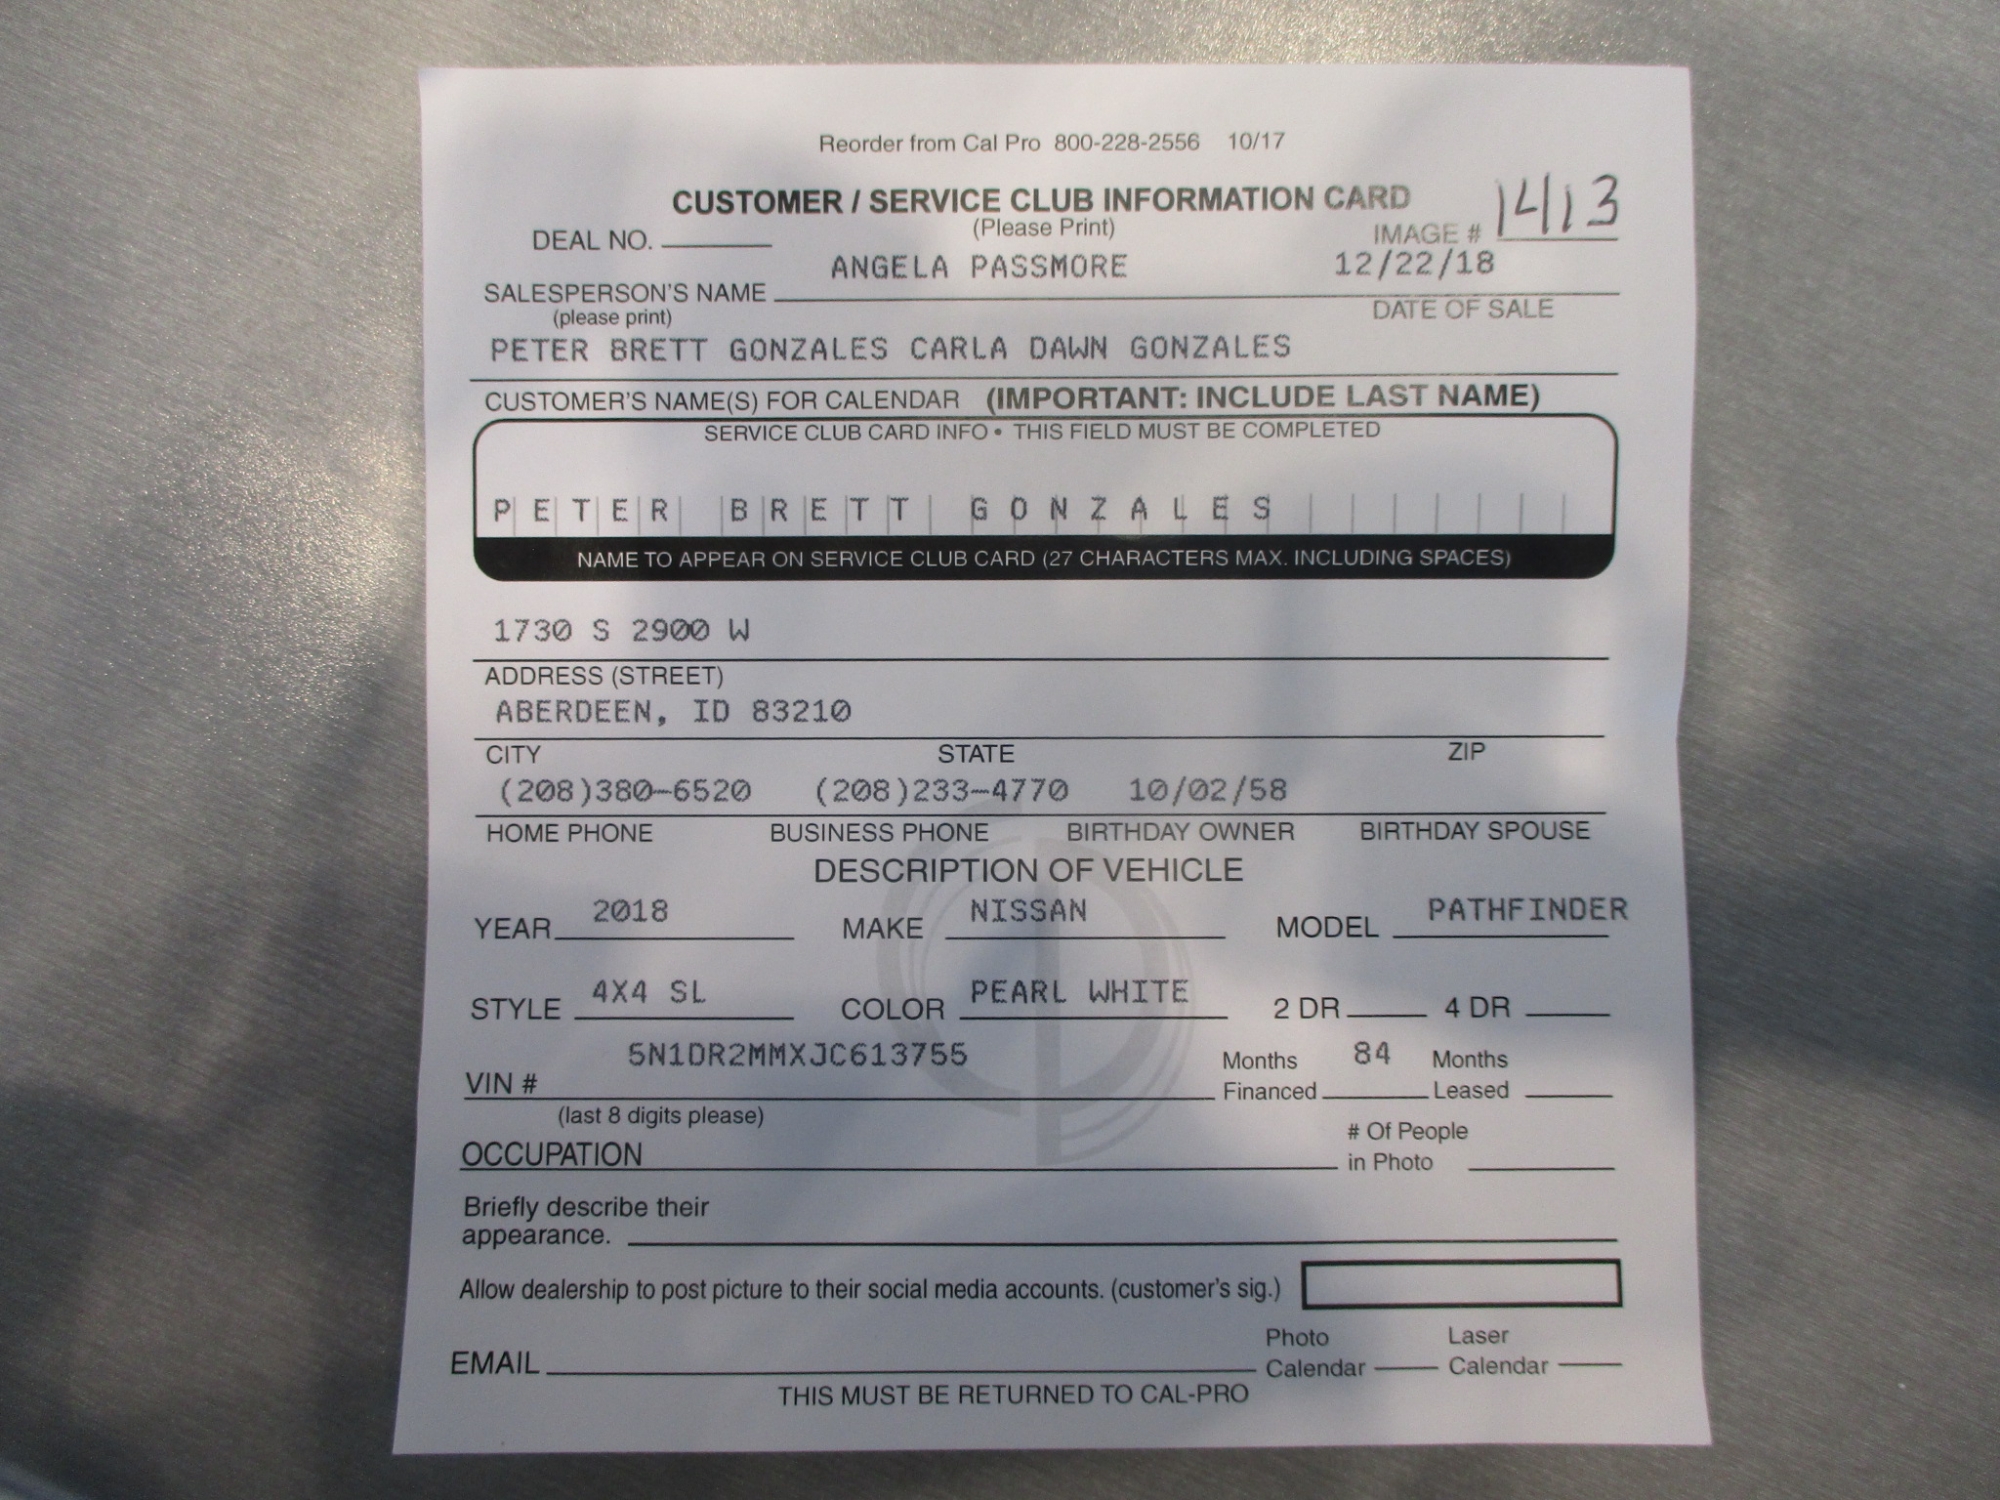 Reorder from Cal Pro 800-228-2556 10/17
CUSTOMER / SERVICE CLUB INFORMATION CARD
(Please Print)
DEAL NO. IMAGE # 1413
ANGELA PASSMORE 12/22/18
SALESPERSON'S NAME DATE OF SALE
(please print)
PETER BRETT GONZALES CARLA DAWN GONZALES
CUSTOMER'S NAME(S) FOR CALENDAR (IMPORTANT: INCLUDE LAST NAME)
SERVICE CLUB CARD INFO • THIS FIELD MUST BE COMPLETED
PETER BRETT GONZALES
NAME TO APPEAR ON SERVICE CLUB CARD (27 CHARACTERS MAX. INCLUDING SPACES)
1730 S 2900 W
ADDRESS (STREET)
ABERDEEN, ID 83210
CITY STATE ZIP
(208)380-6520 (208)233-4770 10/02/58
HOME PHONE BUSINESS PHONE BIRTHDAY OWNER BIRTHDAY SPOUSE
DESCRIPTION OF VEHICLE
YEAR 2018 MAKE NISSAN MODEL PATHFINDER
STYLE 4X4 SL COLOR PEARL WHITE 2 DR 4 DR
VIN # 5N1DR2MMXJC613755 Months Financed 84 Months Leased
(last 8 digits please)
OCCUPATION # Of People in Photo
Briefly describe their
appearance.
Allow dealership to post picture to their social media accounts. (customer's sig.)
EMAIL Photo Calendar Laser Calendar
THIS MUST BE RETURNED TO CAL-PRO